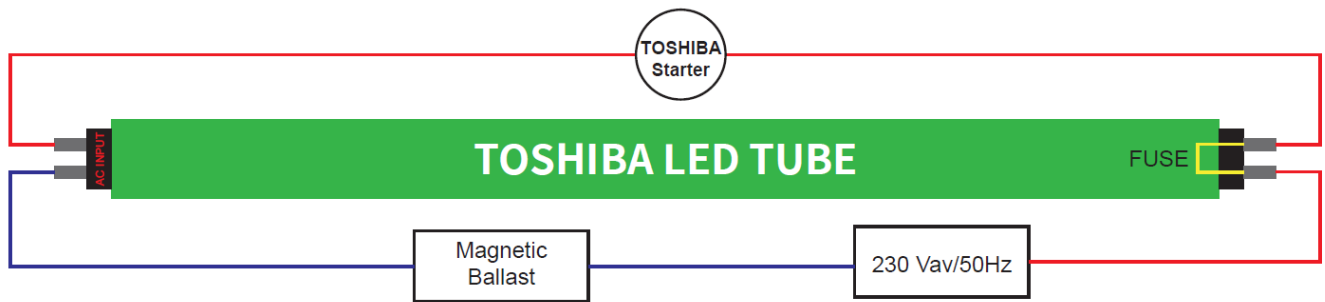 TOSHIBA
Starter
AC INPUT
TOSHIBA LED TUBE
FUSE
Magnetic
Ballast
230 Vav/50Hz